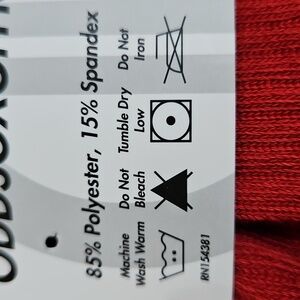 85% Polyester, 15% Spandex
Machine Wash Warm
Do Not Bleach
Tumble Dry Low
Do Not Iron
RN154381